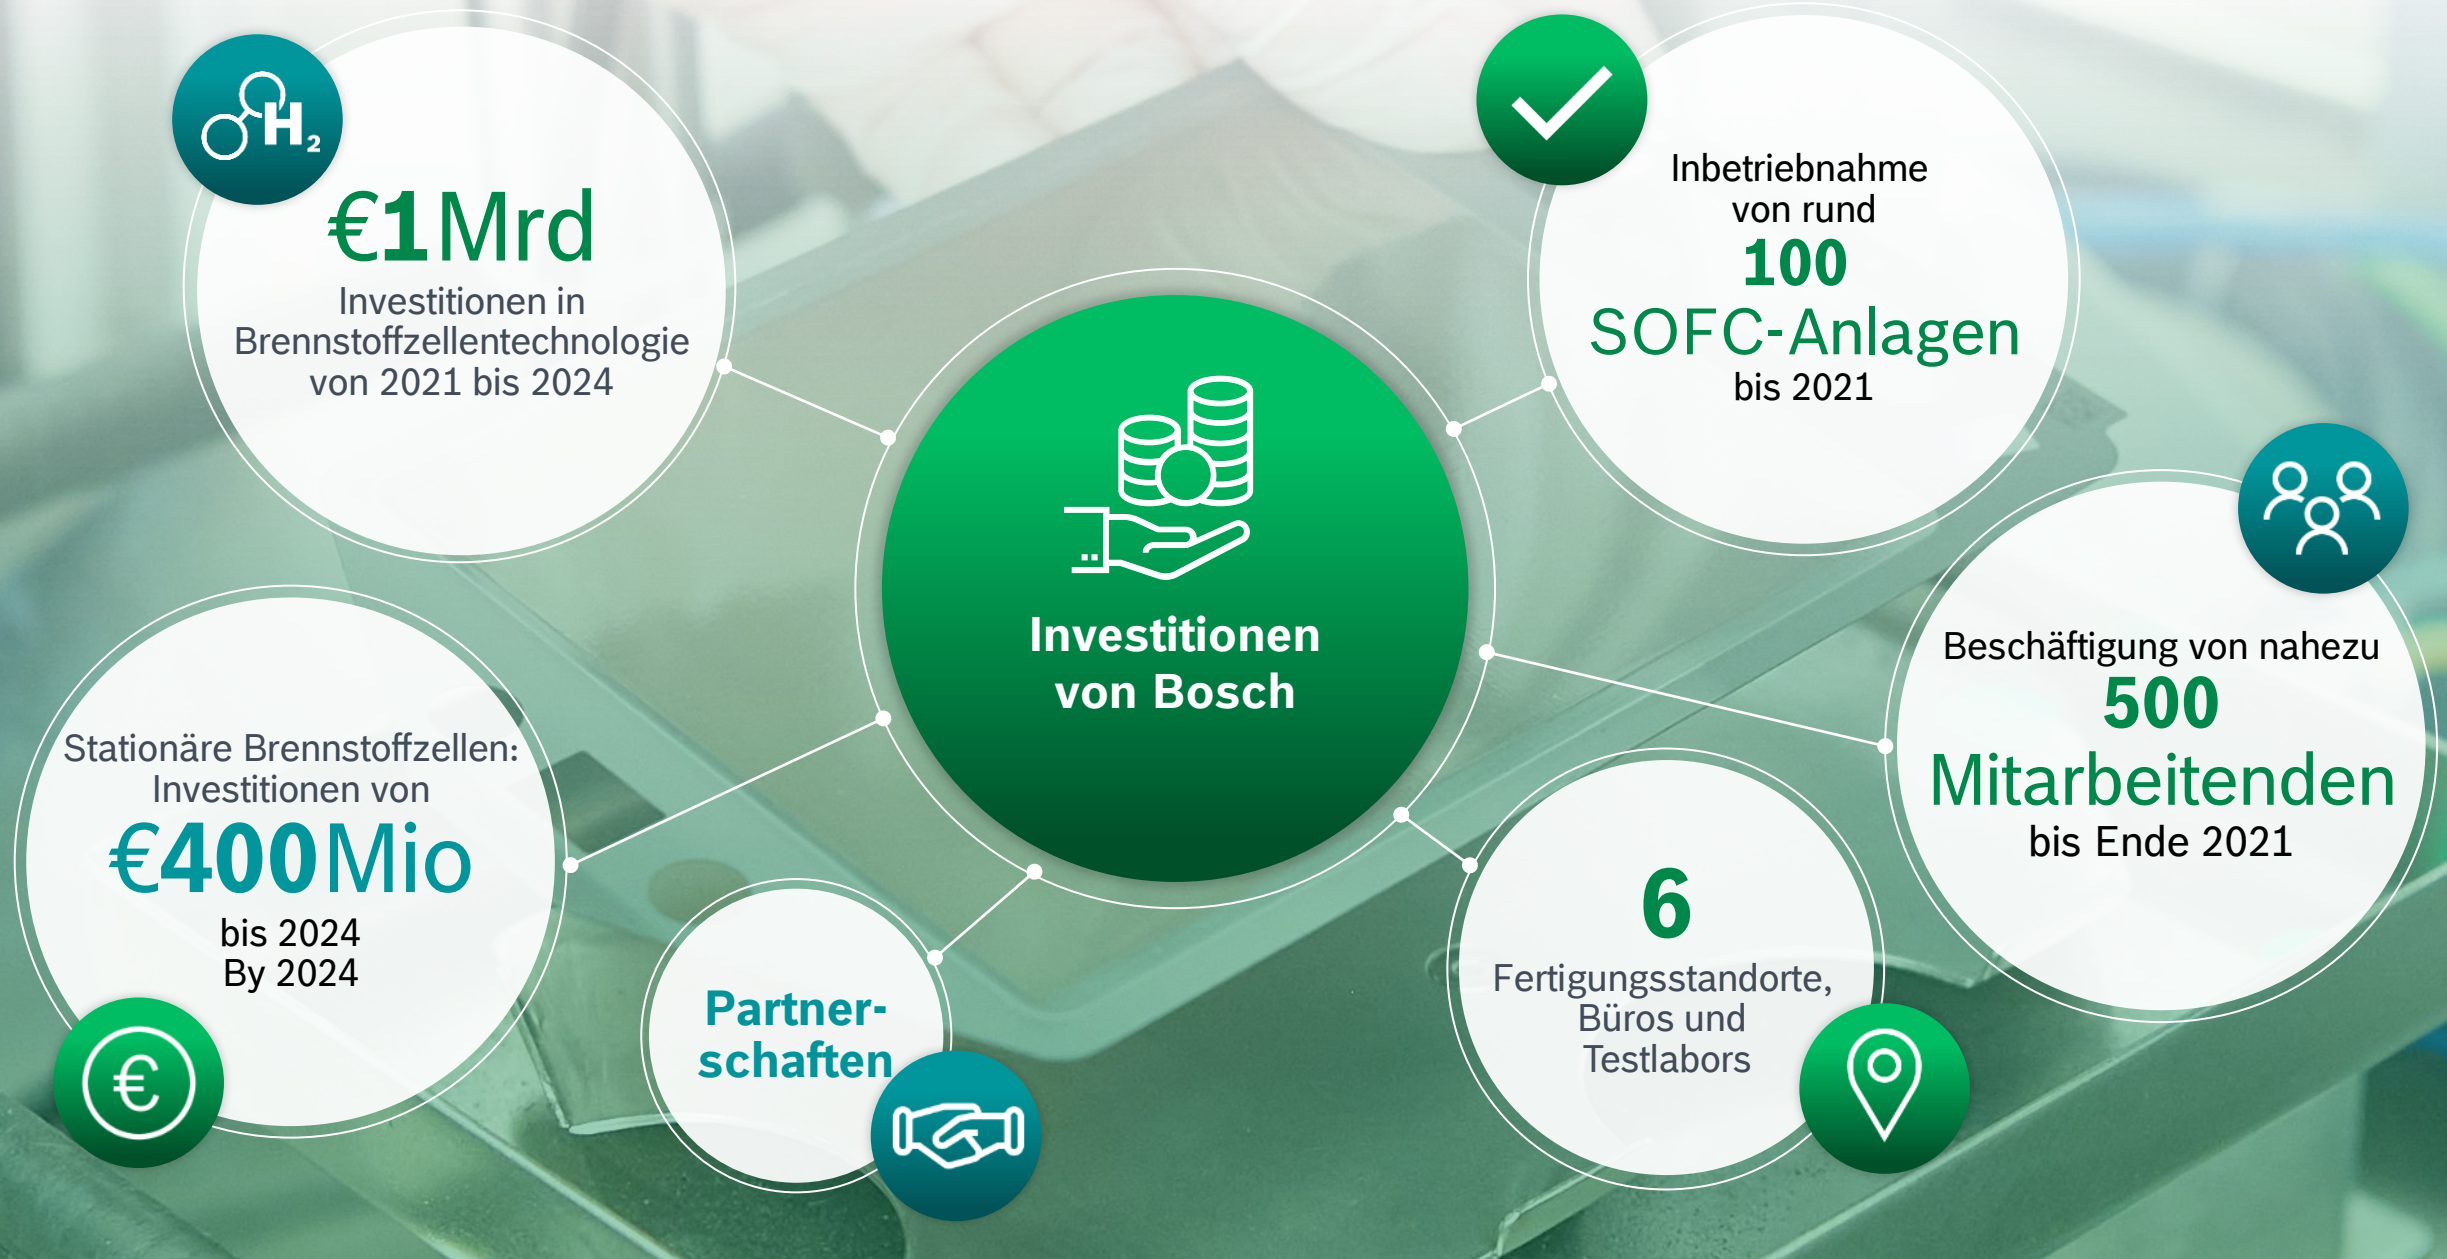 H₂
€1Mrd
Investitionen in
Brennstoffzellentechnologie
von 2021 bis 2024
Inbetriebnahme
von rund
100
SOFC-Anlagen
bis 2021
Investitionen
von Bosch
Beschäftigung von nahezu
500
Mitarbeitenden
bis Ende 2021
Stationäre Brennstoffzellen:
Investitionen von
€400Mio
bis 2024
By 2024
€
Partner-
schaften
6
Fertigungsstandorte,
Büros und
Testlabors